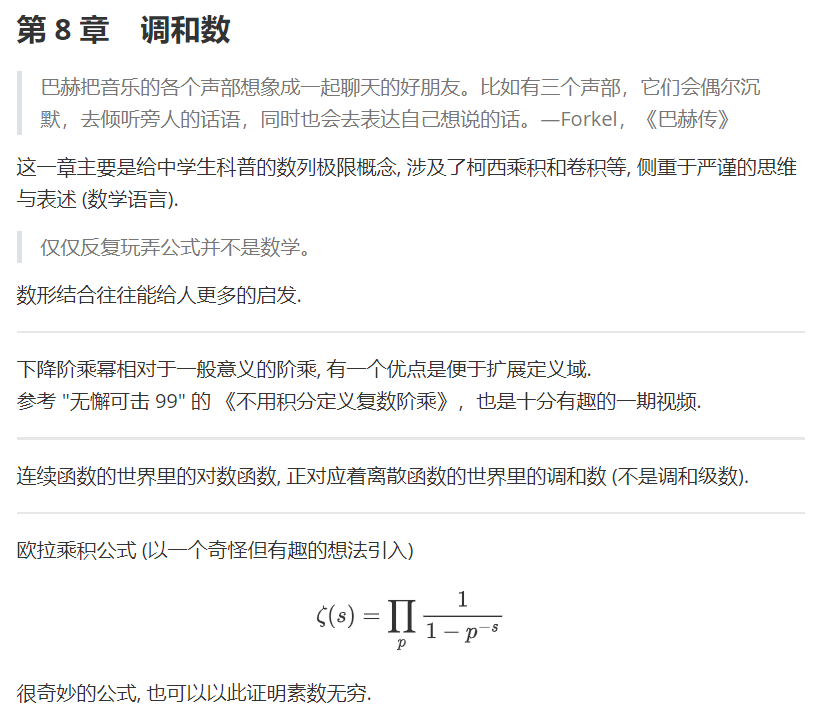 第 8 章　调和数
巴赫把音乐的各个声部想象成一起聊天的好朋友。比如有三个声部，它们会偶尔沉
默，去倾听旁人的话语，同时也会去表达自己想说的话。—Forkel，《巴赫传》
这一章主要是给中学生科普的数列极限概念, 涉及了柯西乘积和卷积等, 侧重于严谨的思维
与表述 (数学语言).
仅仅反复玩弄公式并不是数学。
数形结合往往能给人更多的启发.
下降阶乘幂相对于一般意义的阶乘, 有一个优点是便于扩展定义域.
参考 "无懈可击 99" 的 《不用积分定义复数阶乘》，也是十分有趣的一期视频.
连续函数的世界里的对数函数, 正对应着离散函数的世界里的调和数 (不是调和级数).
欧拉乘积公式 (以一个奇怪但有趣的想法引入)
ζ(s) = ∏_p 1/(1 − p^{−s})
很奇妙的公式, 也可以以此证明素数无穷.